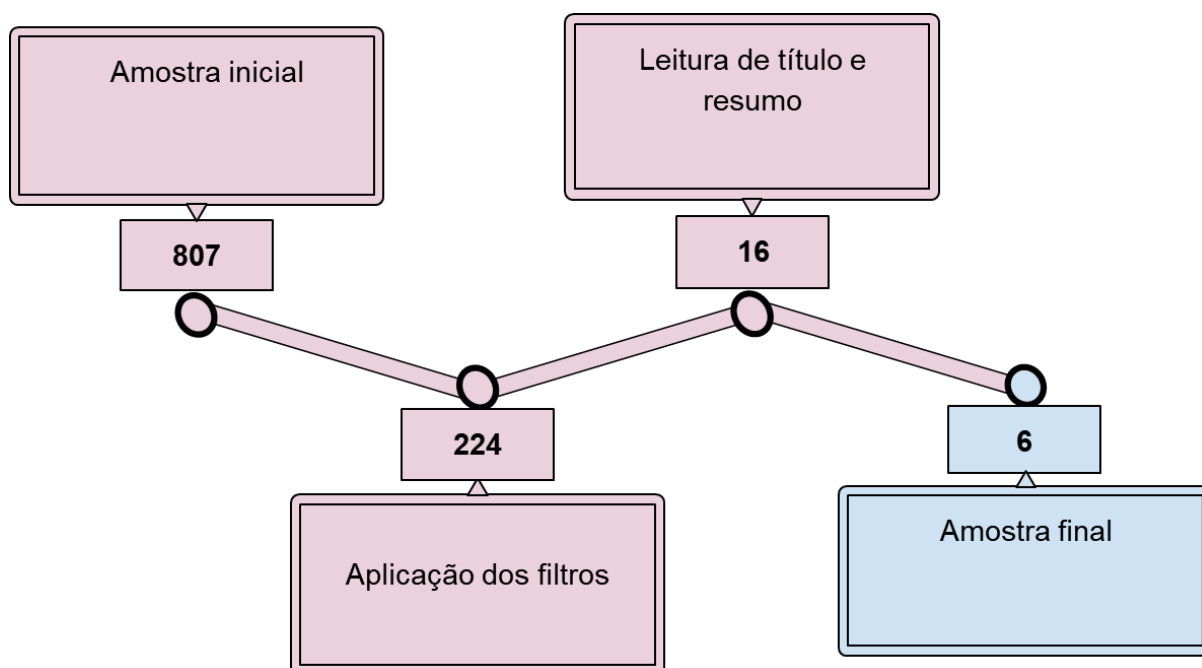 Amostra inicial
807
224
Aplicação dos filtros
Leitura de título e
resumo
16
6
Amostra final